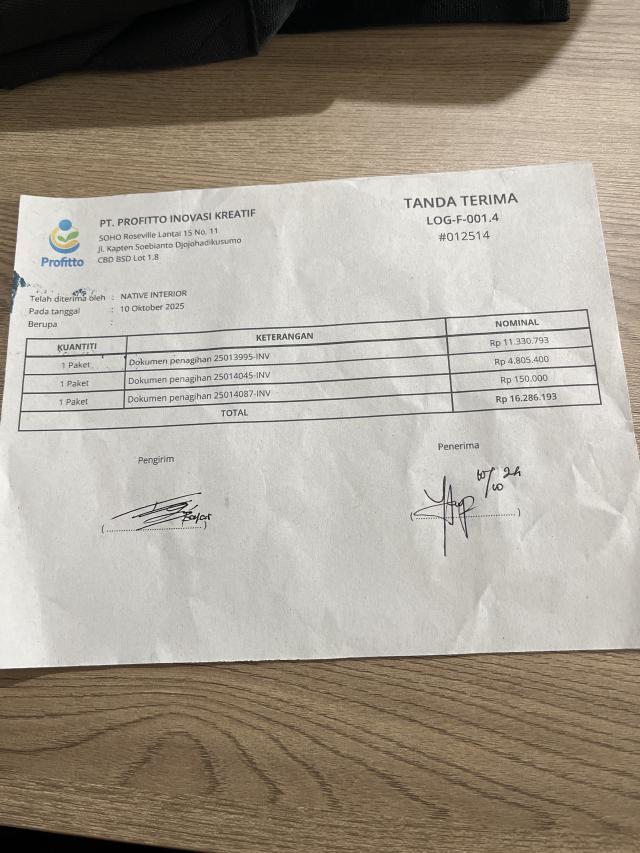 PT. PROFITTO INOVASI KREATIF
SOHO Roseville Lantai 15 No. 11
Jl. Kapten Soebianto Djojohadikusumo
CBD BSD Lot 1.8
Profitto
TANDA TERIMA
LOG-F-001.4
#012514
Telah diterima oleh : NATIVE INTERIOR
Pada tanggal : 10 Oktober 2025
Berupa :
KUANTITI KETERANGAN NOMINAL
1 Paket Dokumen penagihan 25013995-INV Rp 11.330.793
1 Paket Dokumen penagihan 25014045-INV Rp 4.805.400
1 Paket Dokumen penagihan 25014087-INV Rp 150.000
TOTAL Rp 16.286.193
Pengirim
Penerima